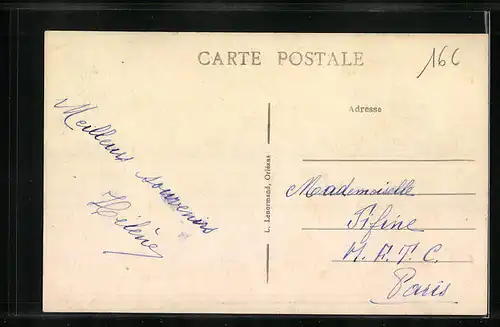 CARTE POSTALE
16C
Adresse
Meilleurs souvenirs
Hélène
L. Lenormand, Orléans
Mademoiselle
Fifine
M. F. T. C.
Paris